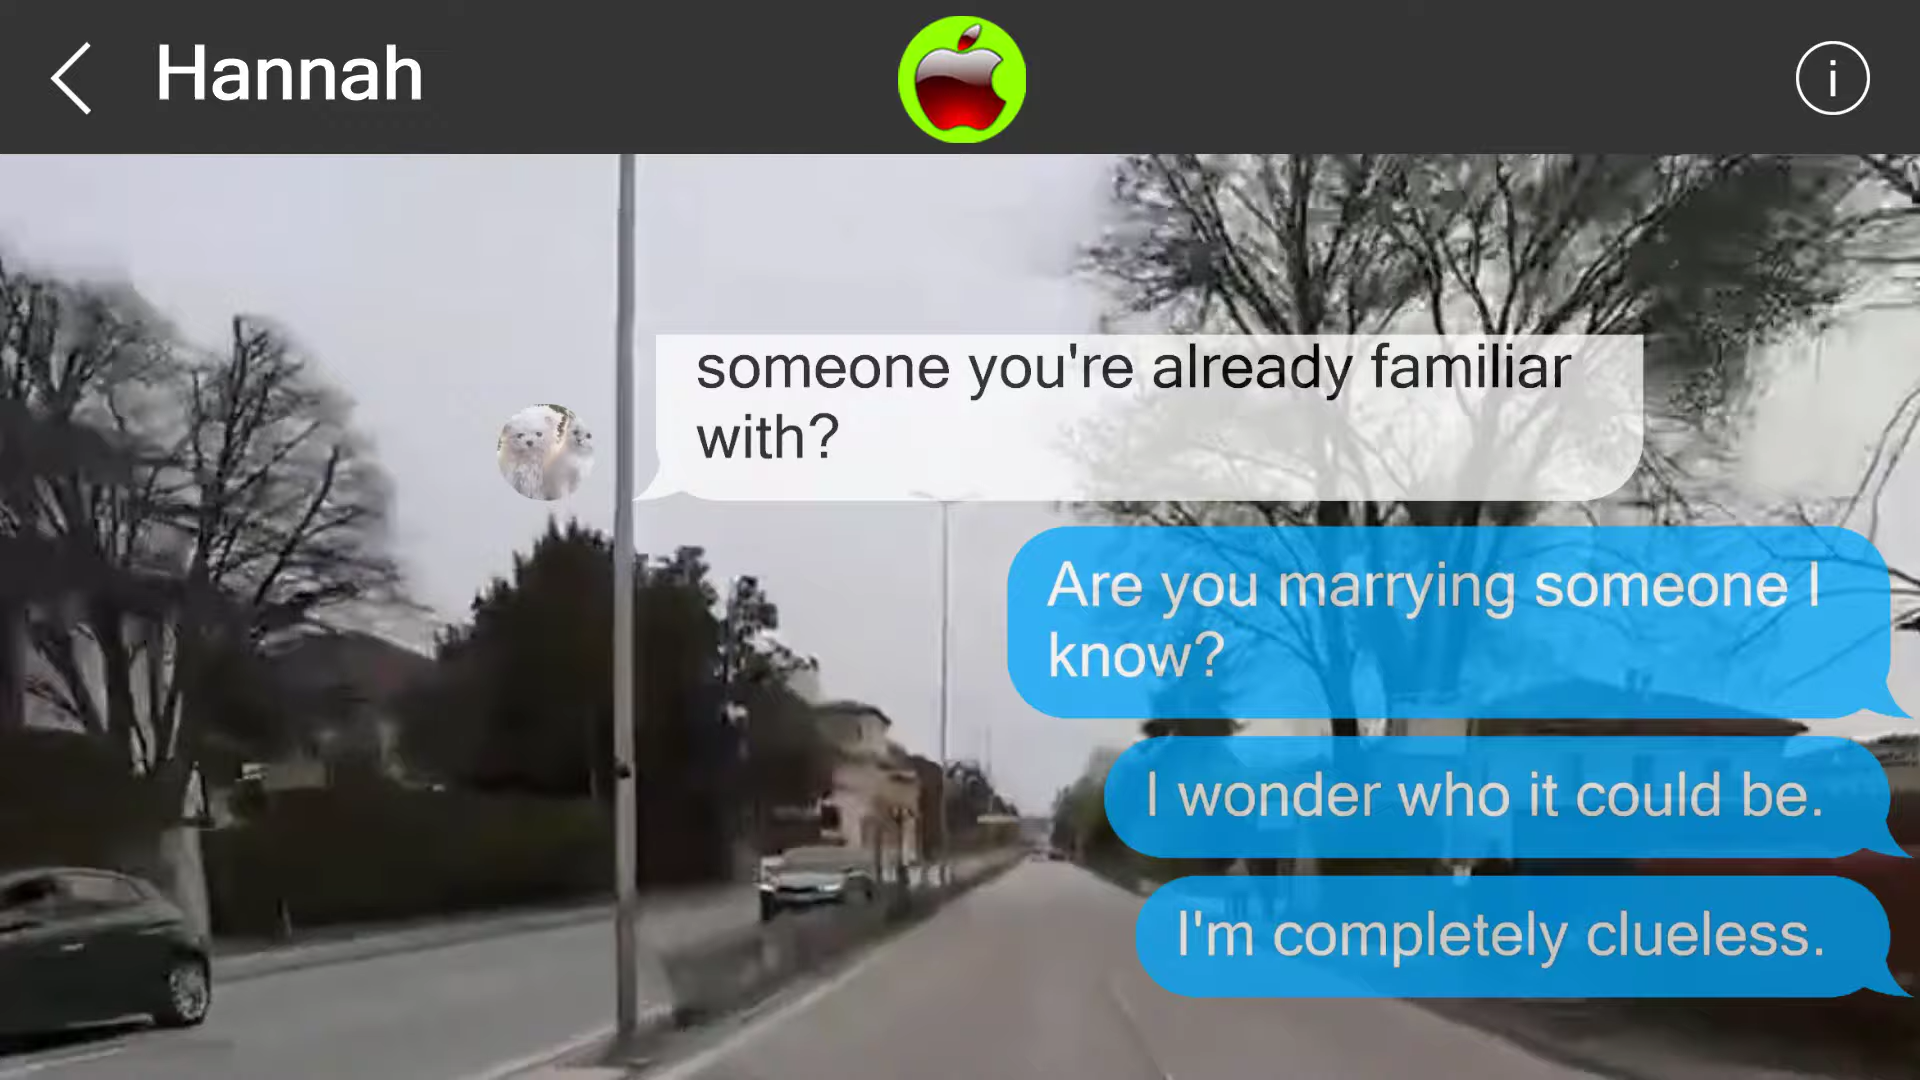 Hannah
someone you're already familiar
with?
Are you marrying someone I
know?
I wonder who it could be.
I'm completely clueless.